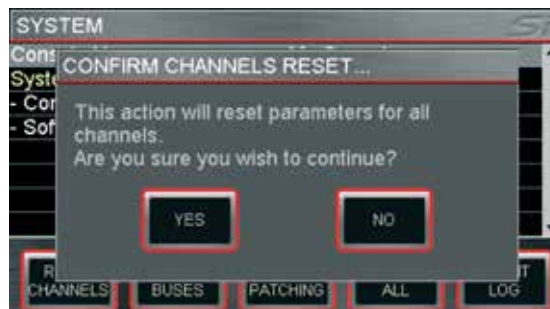 SYSTEM
CONFIRM CHANNELS RESET...
This action will reset parameters for all
channels.
Are you sure you wish to continue?
YES
NO
CHANNELS
BUSES
PATCHING
ALL
LOG